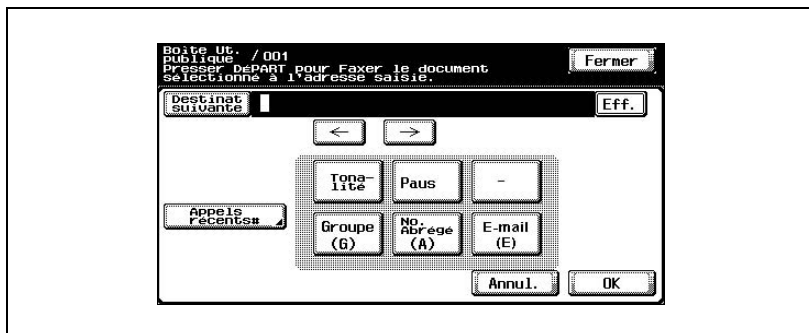 Boîte Ut.
publique / 001
Presser DéPART pour Faxer le document
sélectionné à l'adresse saisie.
Fermer
Destinat
suivante
Eff.
← →
Tona-
lité
Paus
-
Appels
récents#
Groupe
(G)
No.
Abrégé
(A)
E-mail
(E)
Annul.
OK